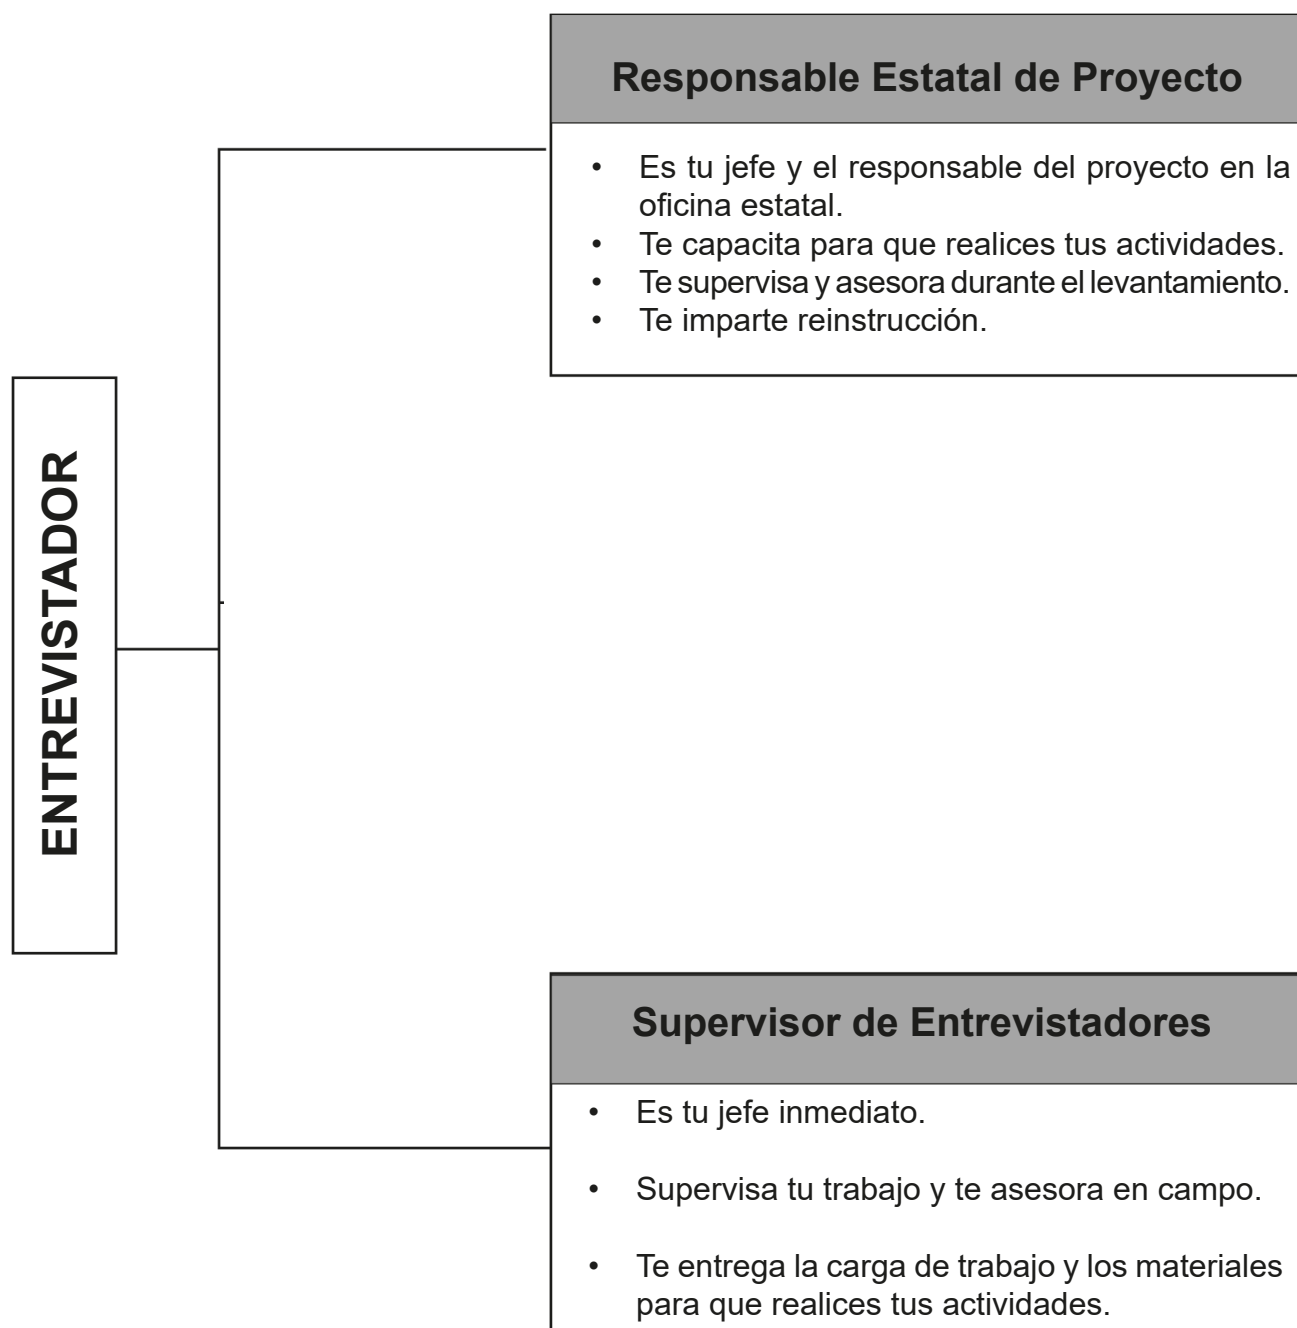 Responsable Estatal de Proyecto
• Es tu jefe y el responsable del proyecto en la
oficina estatal.
• Te capacita para que realices tus actividades.
• Te supervisa y asesora durante el levantamiento.
• Te imparte reinstrucción.
ENTREVISTADOR
Supervisor de Entrevistadores
• Es tu jefe inmediato.
• Supervisa tu trabajo y te asesora en campo.
• Te entrega la carga de trabajo y los materiales
para que realices tus actividades.